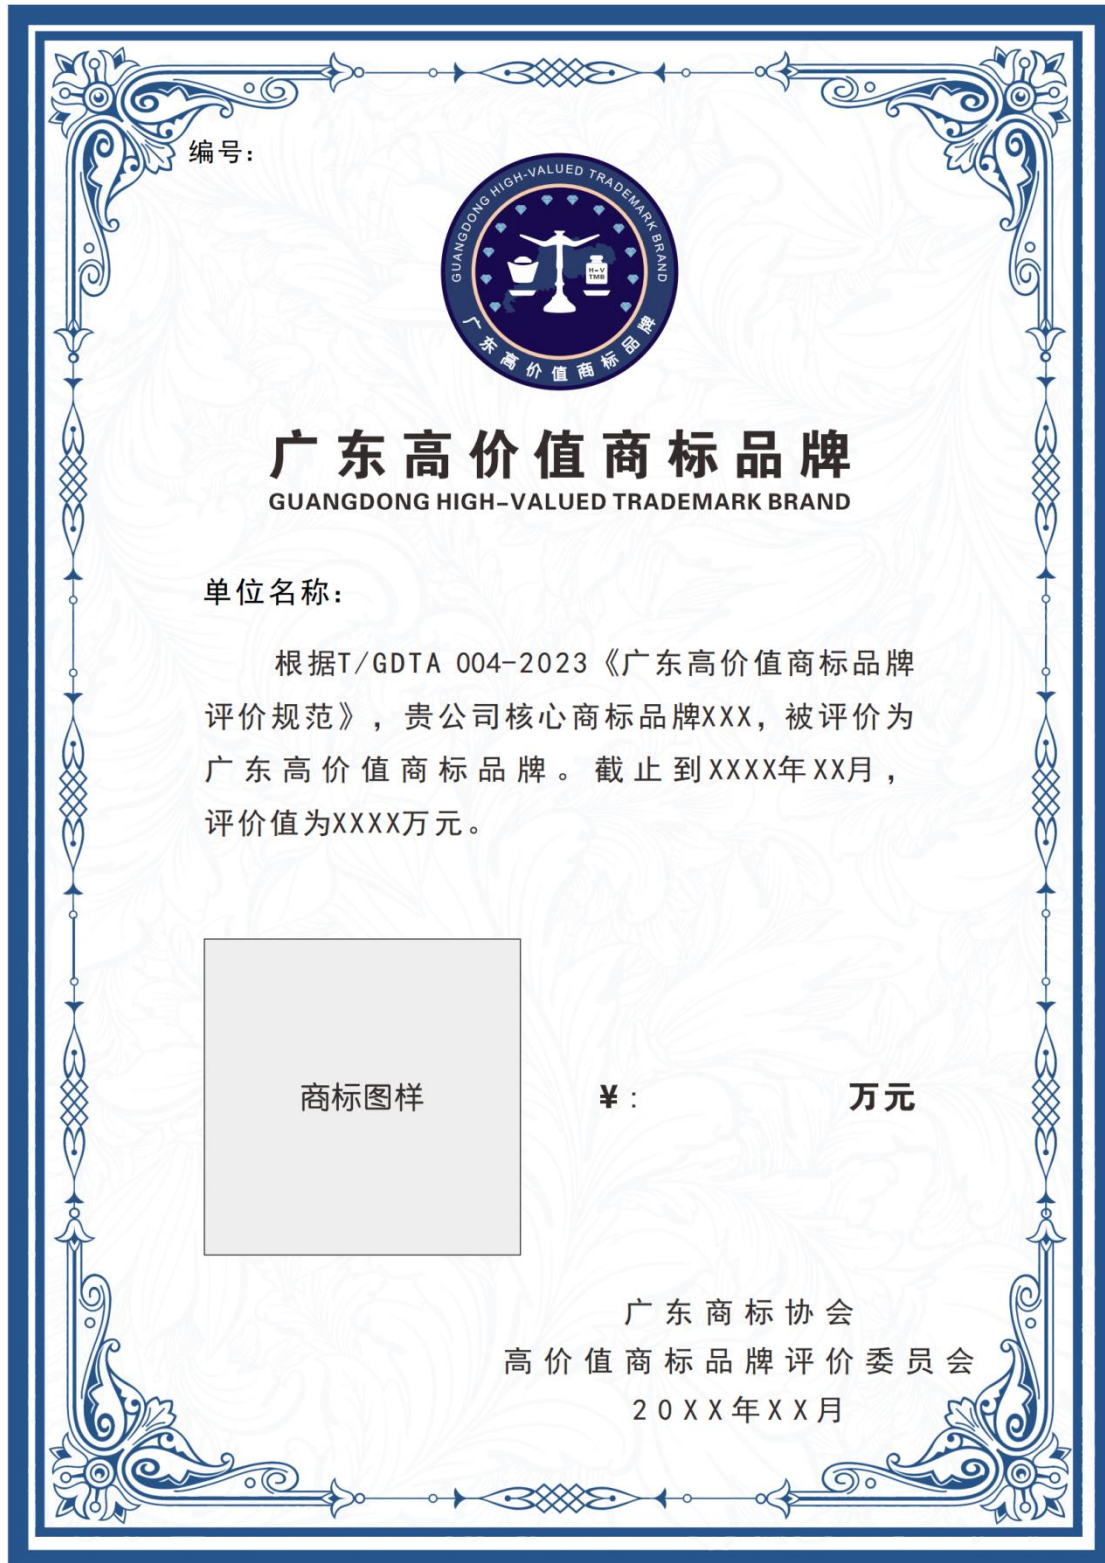 编号：
GUANGDONG HIGH-VALUED TRADEMARK BRAND
H-V
TMB
广东高价值商标品牌
广东高价值商标品牌
GUANGDONG HIGH-VALUED TRADEMARK BRAND
单位名称：
根据T/GDTA 004-2023《广东高价值商标品牌
评价规范》，贵公司核心商标品牌XXX，被评价为
广东高价值商标品牌。截止到XXXX年XX月，
评价值为XXXX万元。
商标图样
¥： 万元
广东商标协会
高价值商标品牌评价委员会
20XX年XX月